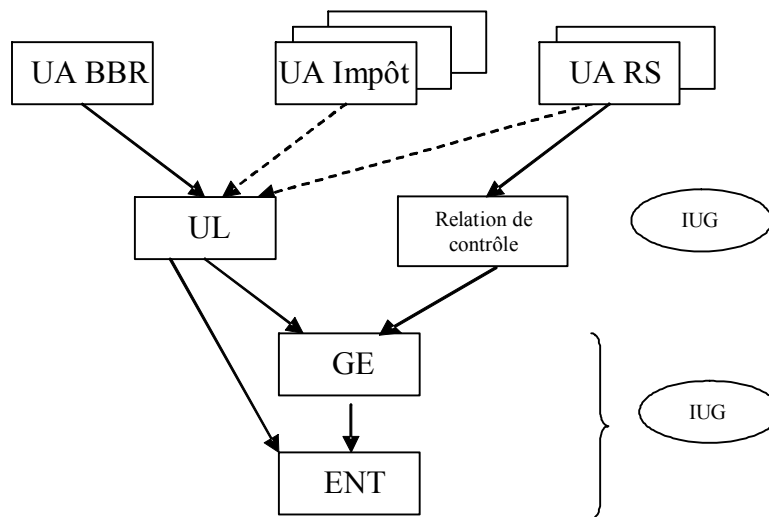 UA BBR
UA Impôt
UA RS
UL
Relation de
contrôle
IUG
GE
IUG
ENT